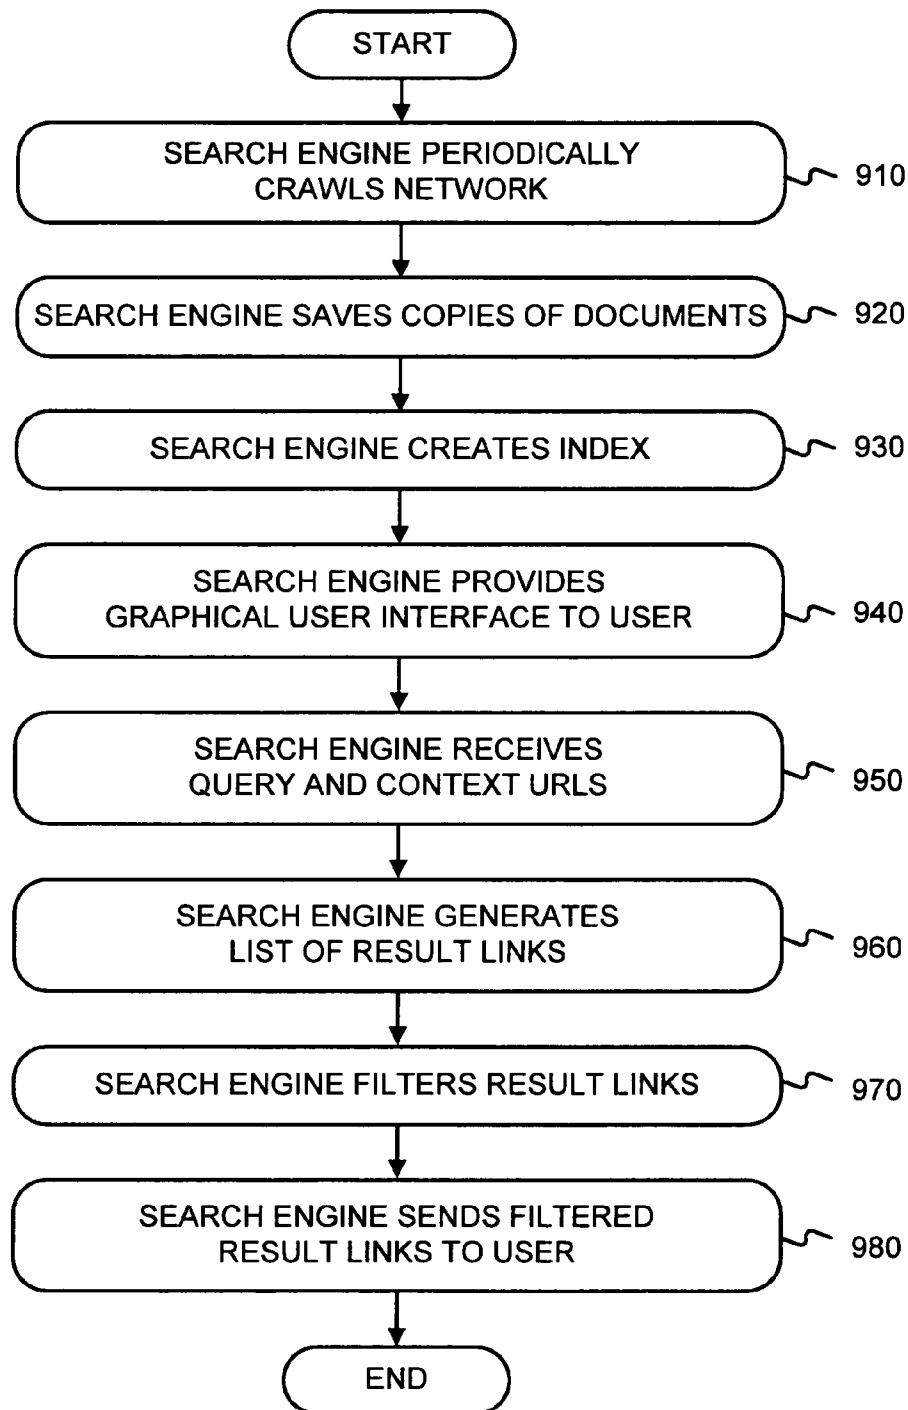 START
SEARCH ENGINE PERIODICALLY
CRAWLS NETWORK
910
SEARCH ENGINE SAVES COPIES OF DOCUMENTS
920
SEARCH ENGINE CREATES INDEX
930
SEARCH ENGINE PROVIDES
GRAPHICAL USER INTERFACE TO USER
940
SEARCH ENGINE RECEIVES
QUERY AND CONTEXT URLS
950
SEARCH ENGINE GENERATES
LIST OF RESULT LINKS
960
SEARCH ENGINE FILTERS RESULT LINKS
970
SEARCH ENGINE SENDS FILTERED
RESULT LINKS TO USER
980
END